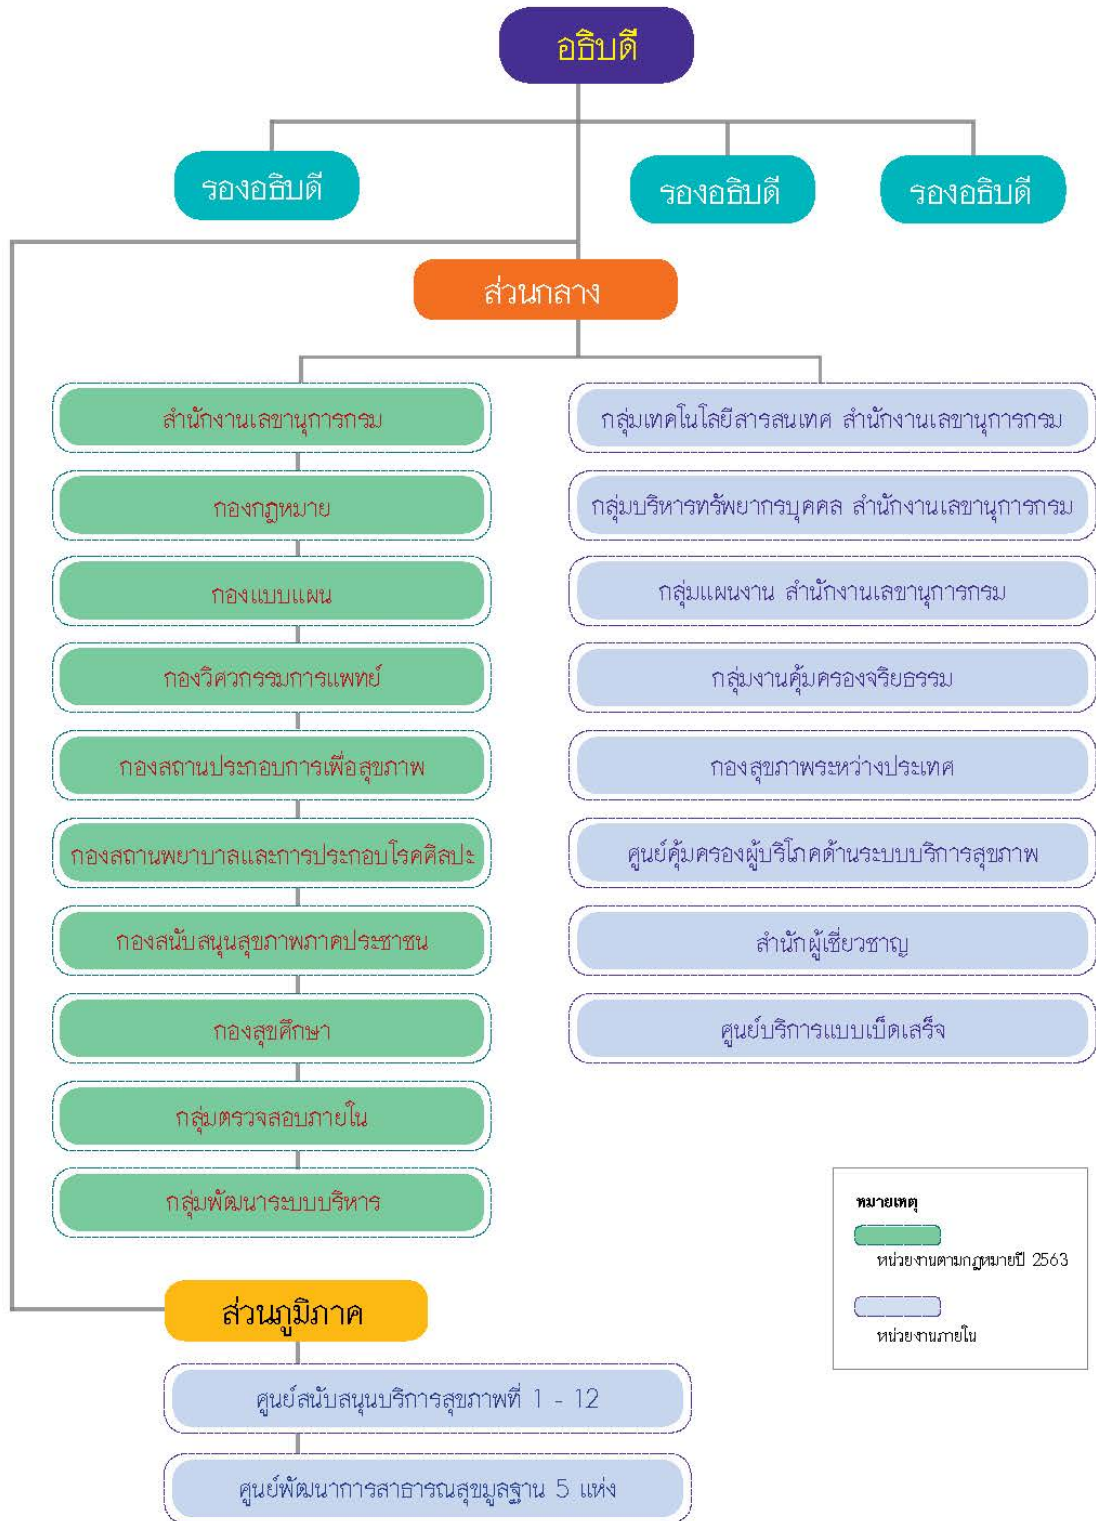 อธิบดี
รองอธิบดี
รองอธิบดี
รองอธิบดี
ส่วนกลาง
สำนักงานเลขานุการกรม
กองกฎหมาย
กองแบบแผน
กองวิศวกรรมการแพทย์
กองสถานประกอบการเพื่อสุขภาพ
กองสถานพยาบาลและการประกอบโรคศิลปะ
กองสนับสนุนสุขภาพภาคประชาชน
กองสุขศึกษา
กลุ่มตรวจสอบภายใน
กลุ่มพัฒนาระบบบริหาร
กลุ่มเทคโนโลยีสารสนเทศ สำนักงานเลขานุการกรม
กลุ่มบริหารทรัพยากรบุคคล สำนักงานเลขานุการกรม
กลุ่มแผนงาน สำนักงานเลขานุการกรม
กลุ่มงานคุ้มครองจริยธรรม
กองสุขภาพระหว่างประเทศ
ศูนย์คุ้มครองผู้บริโภคด้านระบบบริการสุขภาพ
สำนักผู้เชี่ยวชาญ
ศูนย์บริการแบบเบ็ดเสร็จ
หมายเหตุ
หน่วยงานตามกฎหมายปี 2563
หน่วยงานภายใน
ส่วนภูมิภาค
ศูนย์สนับสนุนบริการสุขภาพที่ 1 - 12
ศูนย์พัฒนาการสาธารณสุขมูลฐาน 5 แห่ง